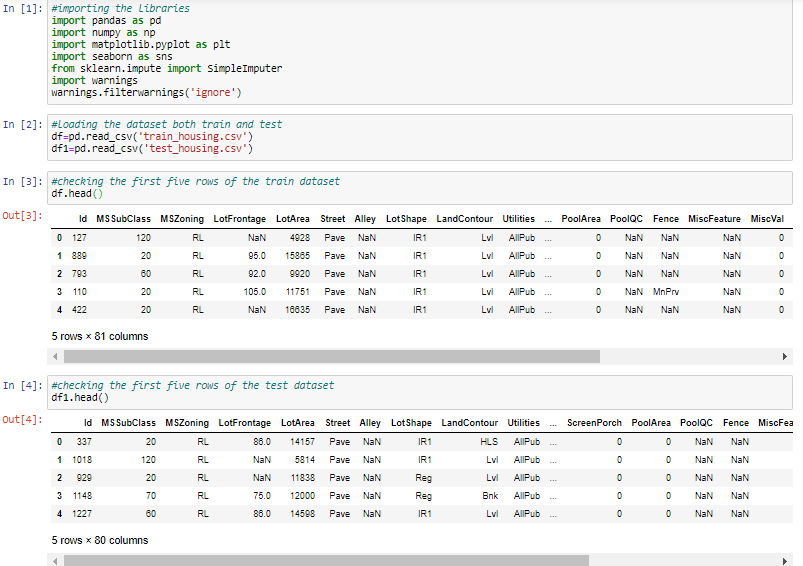 In [1]: #importing the libraries
import pandas as pd
import numpy as np
import matplotlib.pyplot as plt
import seaborn as sns
from sklearn.impute import SimpleImputer
import warnings
warnings.filterwarnings('ignore')
In [2]: #Loading the dataset both train and test
df=pd.read_csv('train_housing.csv')
df1=pd.read_csv('test_housing.csv')
In [3]: #checking the first five rows of the train dataset
df.head()
Out[3]:
Id MSSubClass MSZoning LotFrontage LotArea Street Alley LotShape LandContour Utilities ... PoolArea PoolQC Fence MiscFeature MiscVal
0 127 120 RL NaN 4928 Pave NaN IR1 Lvl AllPub ... 0 NaN NaN NaN 0
1 889 20 RL 95.0 15865 Pave NaN IR1 Lvl AllPub ... 0 NaN NaN NaN 0
2 793 60 RL 92.0 9920 Pave NaN IR1 Lvl AllPub ... 0 NaN NaN NaN 0
3 110 20 RL 105.0 11751 Pave NaN IR1 Lvl AllPub ... 0 NaN MnPrv NaN 0
4 422 20 RL NaN 16635 Pave NaN IR1 Lvl AllPub ... 0 NaN NaN NaN 0
5 rows × 81 columns
In [4]: #checking the first five rows of the test dataset
df1.head()
Out[4]:
Id MSSubClass MSZoning LotFrontage LotArea Street Alley LotShape LandContour Utilities ... ScreenPorch PoolArea PoolQC Fence MiscFea
0 337 20 RL 86.0 14157 Pave NaN IR1 HLS AllPub ... 0 0 NaN NaN
1 1018 120 RL NaN 5814 Pave NaN IR1 Lvl AllPub ... 0 0 NaN NaN
2 929 20 RL NaN 11838 Pave NaN Reg Lvl AllPub ... 0 0 NaN NaN
3 1148 70 RL 75.0 12000 Pave NaN Reg Bnk AllPub ... 0 0 NaN NaN
4 1227 60 RL 86.0 14598 Pave NaN IR1 Lvl AllPub ... 0 0 NaN NaN
5 rows × 80 columns